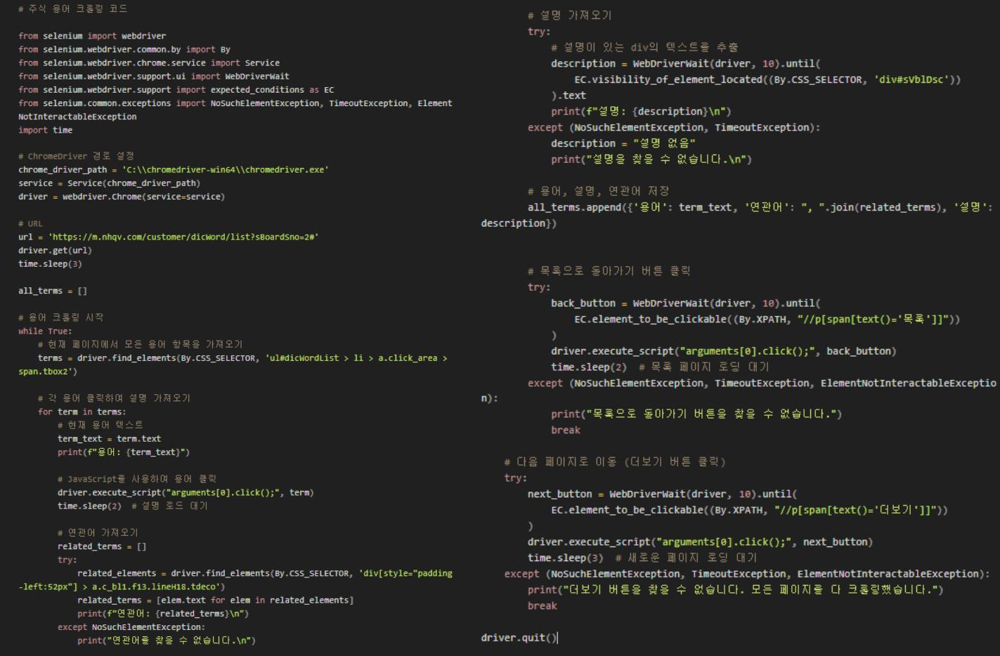 # 주식 용어 크롤링 코드
from selenium import webdriver
from selenium.webdriver.common.by import By
from selenium.webdriver.chrome.service import Service
from selenium.webdriver.support.ui import WebDriverWait
from selenium.webdriver.support import expected_conditions as EC
from selenium.common.exceptions import NoSuchElementException, TimeoutException, Element
NotInteractableException
import time
# ChromeDriver 경로 설정
chrome_driver_path = 'C:\\chromedriver-win64\\chromedriver.exe'
service = Service(chrome_driver_path)
driver = webdriver.Chrome(service=service)
# URL
url = 'https://m.nhqv.com/customer/dicWord/list?sBoardSno=2#'
driver.get(url)
time.sleep(3)
all_terms = []
# 용어 크롤링 시작
while True:
    # 현재 페이지에서 모든 용어 항목을 가져오기
    terms = driver.find_elements(By.CSS_SELECTOR, 'ul#dicWordList > li > a.click_area >
span.tbox2')
    # 각 용어 클릭하여 설명 가져오기
    for term in terms:
        # 현재 용어 텍스트
        term_text = term.text
        print(f"용어: {term_text}")
        # JavaScript를 사용하여 용어 클릭
        driver.execute_script("arguments[0].click();", term)
        time.sleep(2)  # 설명 로드 대기
        # 연관어 가져오기
        related_terms = []
        try:
            related_elements = driver.find_elements(By.CSS_SELECTOR, 'div[style="padding
-left:52px"] > a.c_bl1.f13.lineH18.tdeco')
            related_terms = [elem.text for elem in related_elements]
            print(f"연관어: {related_terms}\n")
        except NoSuchElementException:
            print("연관어를 찾을 수 없습니다.\n")
        # 설명 가져오기
        try:
            # 설명이 있는 div의 텍스트를 추출
            description = WebDriverWait(driver, 10).until(
                EC.visibility_of_element_located((By.CSS_SELECTOR, 'div#sVblDsc'))
            ).text
            print(f"설명: {description}\n")
        except (NoSuchElementException, TimeoutException):
            description = "설명 없음"
            print("설명을 찾을 수 없습니다.\n")
        # 용어, 설명, 연관어 저장
        all_terms.append({'용어': term_text, '연관어': ", ".join(related_terms), '설명':
description})
        # 목록으로 돌아가기 버튼 클릭
        try:
            back_button = WebDriverWait(driver, 10).until(
                EC.element_to_be_clickable((By.XPATH, "//p[span[text()='목록']]"))
            )
            driver.execute_script("arguments[0].click();", back_button)
            time.sleep(2)  # 목록 페이지 로딩 대기
        except (NoSuchElementException, TimeoutException, ElementNotInteractableExceptio
n):
            print("목록으로 돌아가기 버튼을 찾을 수 없습니다.")
            break
    # 다음 페이지로 이동 (더보기 버튼 클릭)
    try:
        next_button = WebDriverWait(driver, 10).until(
            EC.element_to_be_clickable((By.XPATH, "//p[span[text()='더보기']]"))
        )
        driver.execute_script("arguments[0].click();", next_button)
        time.sleep(3)  # 새로운 페이지 로딩 대기
    except (NoSuchElementException, TimeoutException, ElementNotInteractableException):
        print("더보기 버튼을 찾을 수 없습니다. 모든 페이지를 다 크롤링했습니다.")
        break
driver.quit()